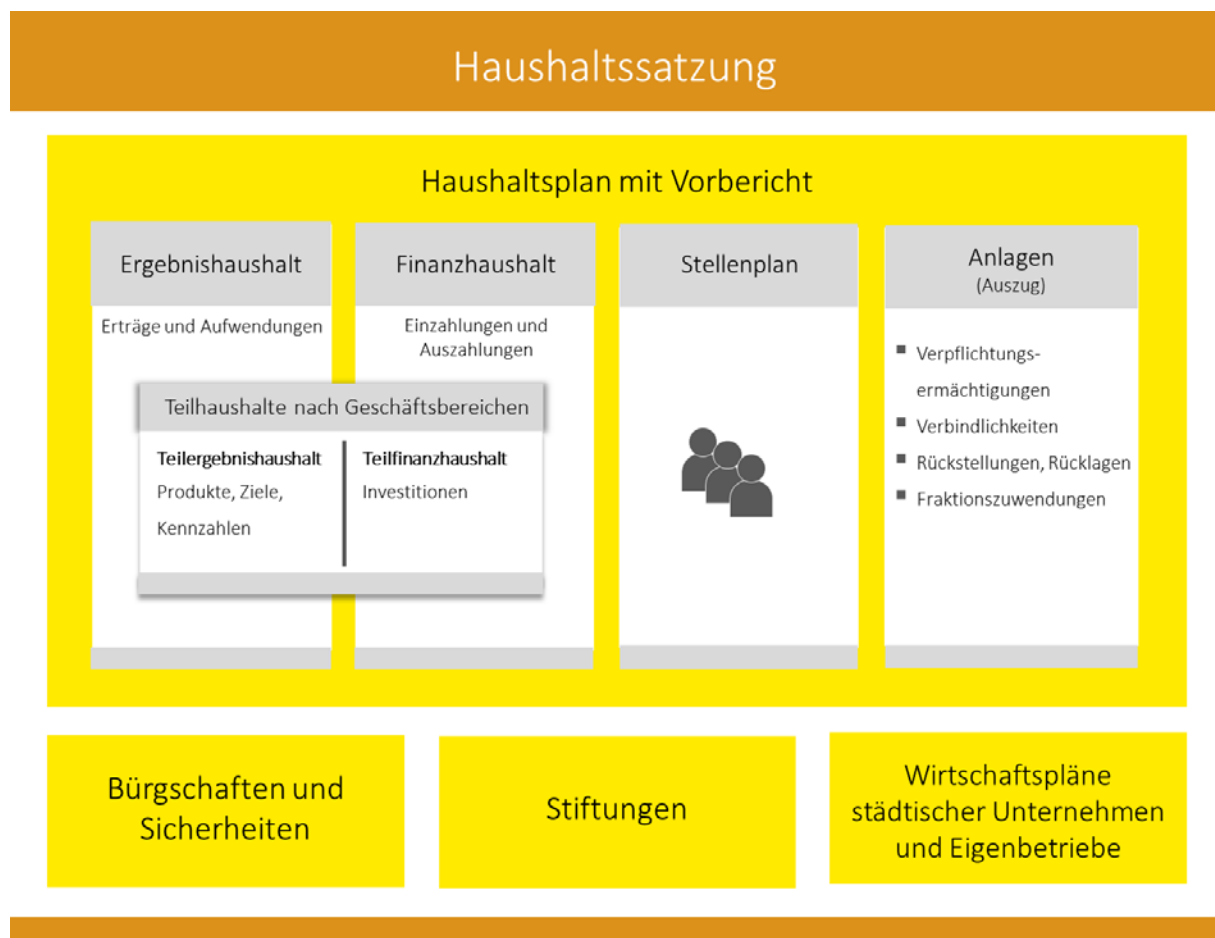 Haushaltssatzung
Haushaltsplan mit Vorbericht
Ergebnishaushalt
Erträge und Aufwendungen
Finanzhaushalt
Einzahlungen und
Auszahlungen
Teilhaushalte nach Geschäftsbereichen
Teilergebnishaushalt
Produkte, Ziele,
Kennzahlen
Teilfinanzhaushalt
Investitionen
Stellenplan
Anlagen
(Auszug)
▪ Verpflichtungs-
ermächtigungen
▪ Verbindlichkeiten
▪ Rückstellungen, Rücklagen
▪ Fraktionszuwendungen
Bürgschaften und
Sicherheiten
Stiftungen
Wirtschaftspläne
städtischer Unternehmen
und Eigenbetriebe